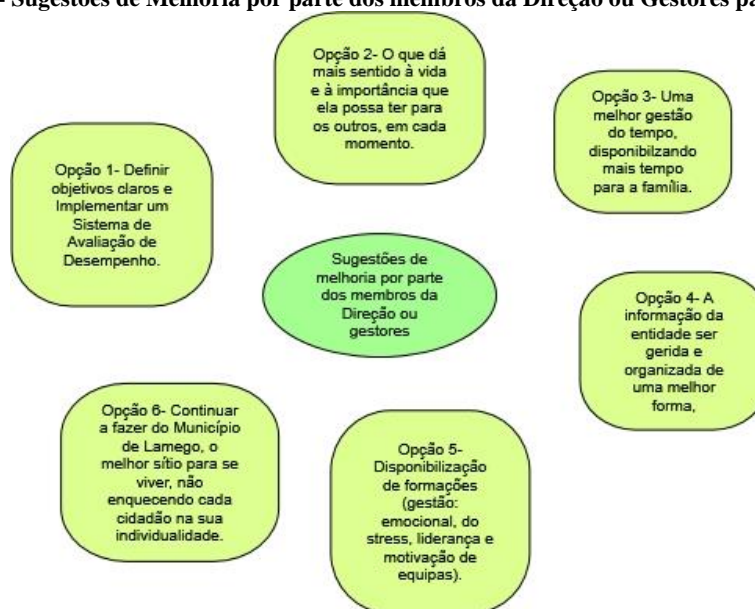 - Sugestões de Melhoria por parte dos membros da Direção ou Gestores pa
Opção 1- Definir
objetivos claros e
Implementar um
Sistema de
Avaliação de
Desempenho.
Opção 2- O que dá
mais sentido à vida
e à importância que
ela possa ter para
os outros, em cada
momento.
Opção 3- Uma
melhor gestão
do tempo,
disponibilzando
mais tempo
para a família.
Sugestões de
melhoria por parte
dos membros da
Direção ou
gestores
Opção 4- A
informação da
entidade ser
gerida e
organizada de
uma melhor
forma,
Opção 5-
Disponibilização
de formações
(gestão:
emocional, do
stress, liderança e
motivação de
equipas).
Opção 6- Continuar
a fazer do Município
de Lamego, o
melhor sítio para se
viver, não
enquecendo cada
cidadão na sua
individualidade.